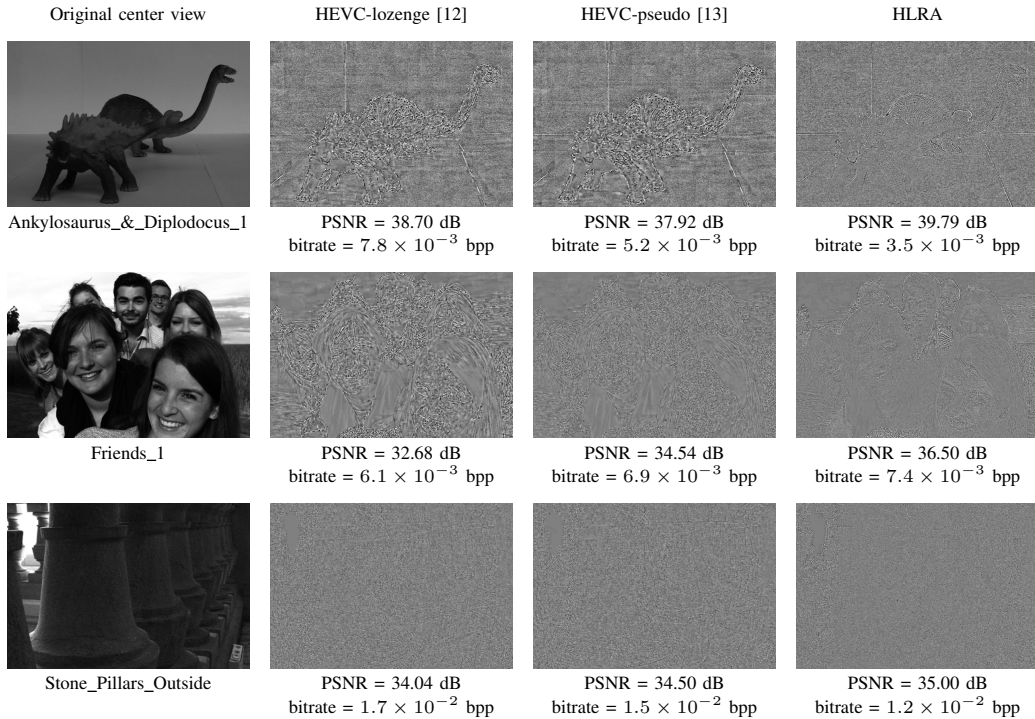 Original center view HEVC-lozenge [12] HEVC-pseudo [13] HLRA
Ankylosaurus_&_Diplodocus_1 PSNR = 38.70 dB PSNR = 37.92 dB PSNR = 39.79 dB
bitrate = 7.8 × 10⁻³ bpp bitrate = 5.2 × 10⁻³ bpp bitrate = 3.5 × 10⁻³ bpp
Friends_1 PSNR = 32.68 dB PSNR = 34.54 dB PSNR = 36.50 dB
bitrate = 6.1 × 10⁻³ bpp bitrate = 6.9 × 10⁻³ bpp bitrate = 7.4 × 10⁻³ bpp
Stone_Pillars_Outside PSNR = 34.04 dB PSNR = 34.50 dB PSNR = 35.00 dB
bitrate = 1.7 × 10⁻² bpp bitrate = 1.5 × 10⁻² bpp bitrate = 1.2 × 10⁻² bpp